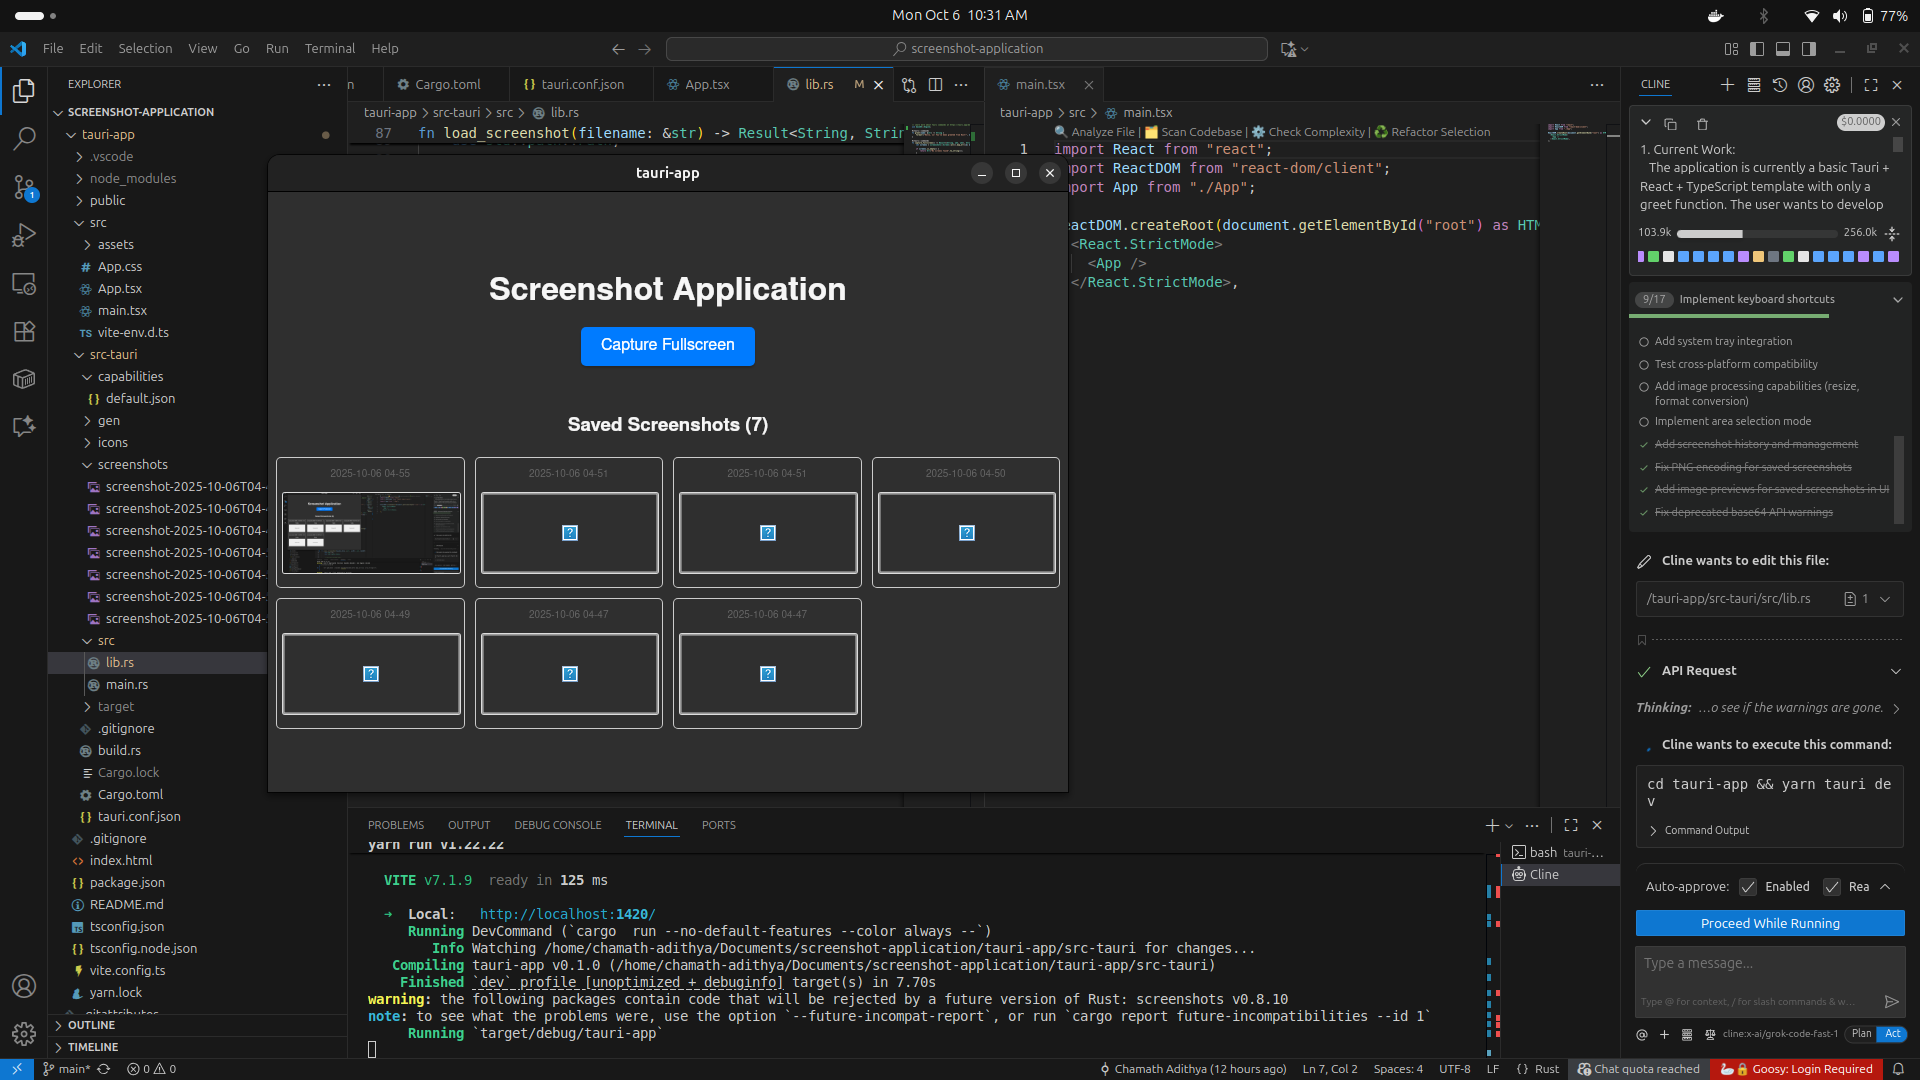 Mon Oct 6 10:31 AM
77%
File Edit Selection View Go Run Terminal Help
screenshot-application
EXPLORER
SCREENSHOT-APPLICATION
tauri-app
.vscode
node_modules
public
src
assets
App.css
App.tsx
main.tsx
TS vite-env.d.ts
src-tauri
capabilities
default.json
gen
icons
screenshots
screenshot-2025-10-06T04-
screenshot-2025-10-06T04-
screenshot-2025-10-06T04-
screenshot-2025-10-06T04-
screenshot-2025-10-06T04-
screenshot-2025-10-06T04-
screenshot-2025-10-06T04-
src
lib.rs
main.rs
target
.gitignore
build.rs
Cargo.lock
Cargo.toml
tauri.conf.json
.gitignore
index.html
package.json
README.md
tsconfig.json
tsconfig.node.json
vite.config.ts
yarn.lock
.gitattributes
OUTLINE
TIMELINE
Cargo.toml
tauri.conf.json
App.tsx
lib.rs M
tauri-app > src-tauri > src > lib.rs
87 fn load_screenshot(filename: &str) -> Result<String, Strin
main.tsx
tauri-app > src > main.tsx
Analyze File | Scan Codebase | Check Complexity | Refactor Selection
1 import React from "react";
mport ReactDOM from "react-dom/client";
mport App from "./App";
eactDOM.createRoot(document.getElementById("root") as HTM
<React.StrictMode>
<App />
</React.StrictMode>,
tauri-app
Screenshot Application
Capture Fullscreen
Saved Screenshots (7)
2025-10-06 04-55
2025-10-06 04-51
2025-10-06 04-51
2025-10-06 04-50
2025-10-06 04-49
2025-10-06 04-47
2025-10-06 04-47
PROBLEMS OUTPUT DEBUG CONSOLE TERMINAL PORTS
yarn run v1.22.22
VITE v7.1.9 ready in 125 ms
➜ Local: http://localhost:1420/
Running DevCommand (`cargo run --no-default-features --color always --`)
Info Watching /home/chamath-adithya/Documents/screenshot-application/tauri-app/src-tauri for changes...
Compiling tauri-app v0.1.0 (/home/chamath-adithya/Documents/screenshot-application/tauri-app/src-tauri)
Finished `dev` profile [unoptimized + debuginfo] target(s) in 7.70s
warning: the following packages contain code that will be rejected by a future version of Rust: screenshots v0.8.10
note: to see what the problems were, use the option `--future-incompat-report`, or run `cargo report future-incompatibilities --id 1`
Running `target/debug/tauri-app`
bash tauri-...
Cline
CLINE
$0.0000
1. Current Work:
The application is currently a basic Tauri +
React + TypeScript template with only a
greet function. The user wants to develop
103.9k 256.0k
9/17 Implement keyboard shortcuts
Add system tray integration
Test cross-platform compatibility
Add image processing capabilities (resize,
format conversion)
Implement area selection mode
Add screenshot history and management
Fix PNG encoding for saved screenshots
Add image previews for saved screenshots in UI
Fix deprecated base64 API warnings
Cline wants to edit this file:
/tauri-app/src-tauri/src/lib.rs 1
API Request
Thinking: ...o see if the warnings are gone.
Cline wants to execute this command:
cd tauri-app && yarn tauri de
v
Command Output
Auto-approve: Enabled Rea
Proceed While Running
Type a message...
Type @ for context, / for slash commands & w...
cline:x-ai/grok-code-fast-1 Plan Act
main* 0 0
Chamath Adithya (12 hours ago) Ln 7, Col 2 Spaces: 4 UTF-8 LF {} Rust Chat quota reached Goosy: Login Required